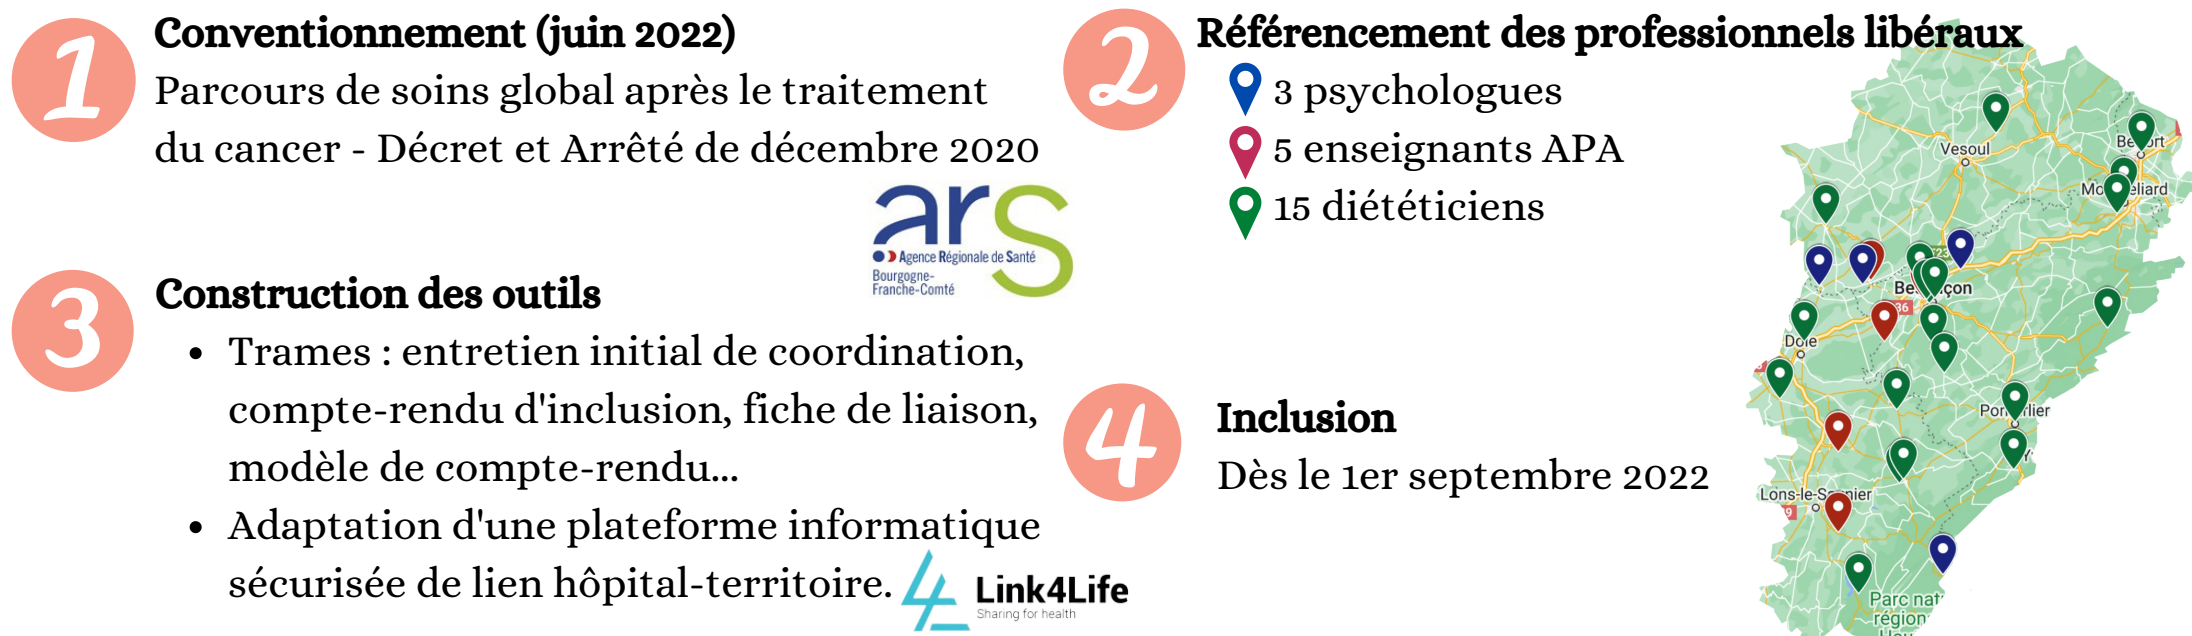 1
Conventionnement (juin 2022)
Parcours de soins global après le traitement
du cancer - Décret et Arrêté de décembre 2020
ars
Agence Régionale de Santé
Bourgogne-
Franche-Comté
2
Référencement des professionnels libéraux
3 psychologues
5 enseignants APA
15 diététiciens
3
Construction des outils
• Trames : entretien initial de coordination,
compte-rendu d'inclusion, fiche de liaison,
modèle de compte-rendu...
• Adaptation d'une plateforme informatique
sécurisée de lien hôpital-territoire.
Link4Life
Sharing for health
4
Inclusion
Dès le 1er septembre 2022
Vesoul
36
Dole
Lons-le-Saunier
Parc nat
région